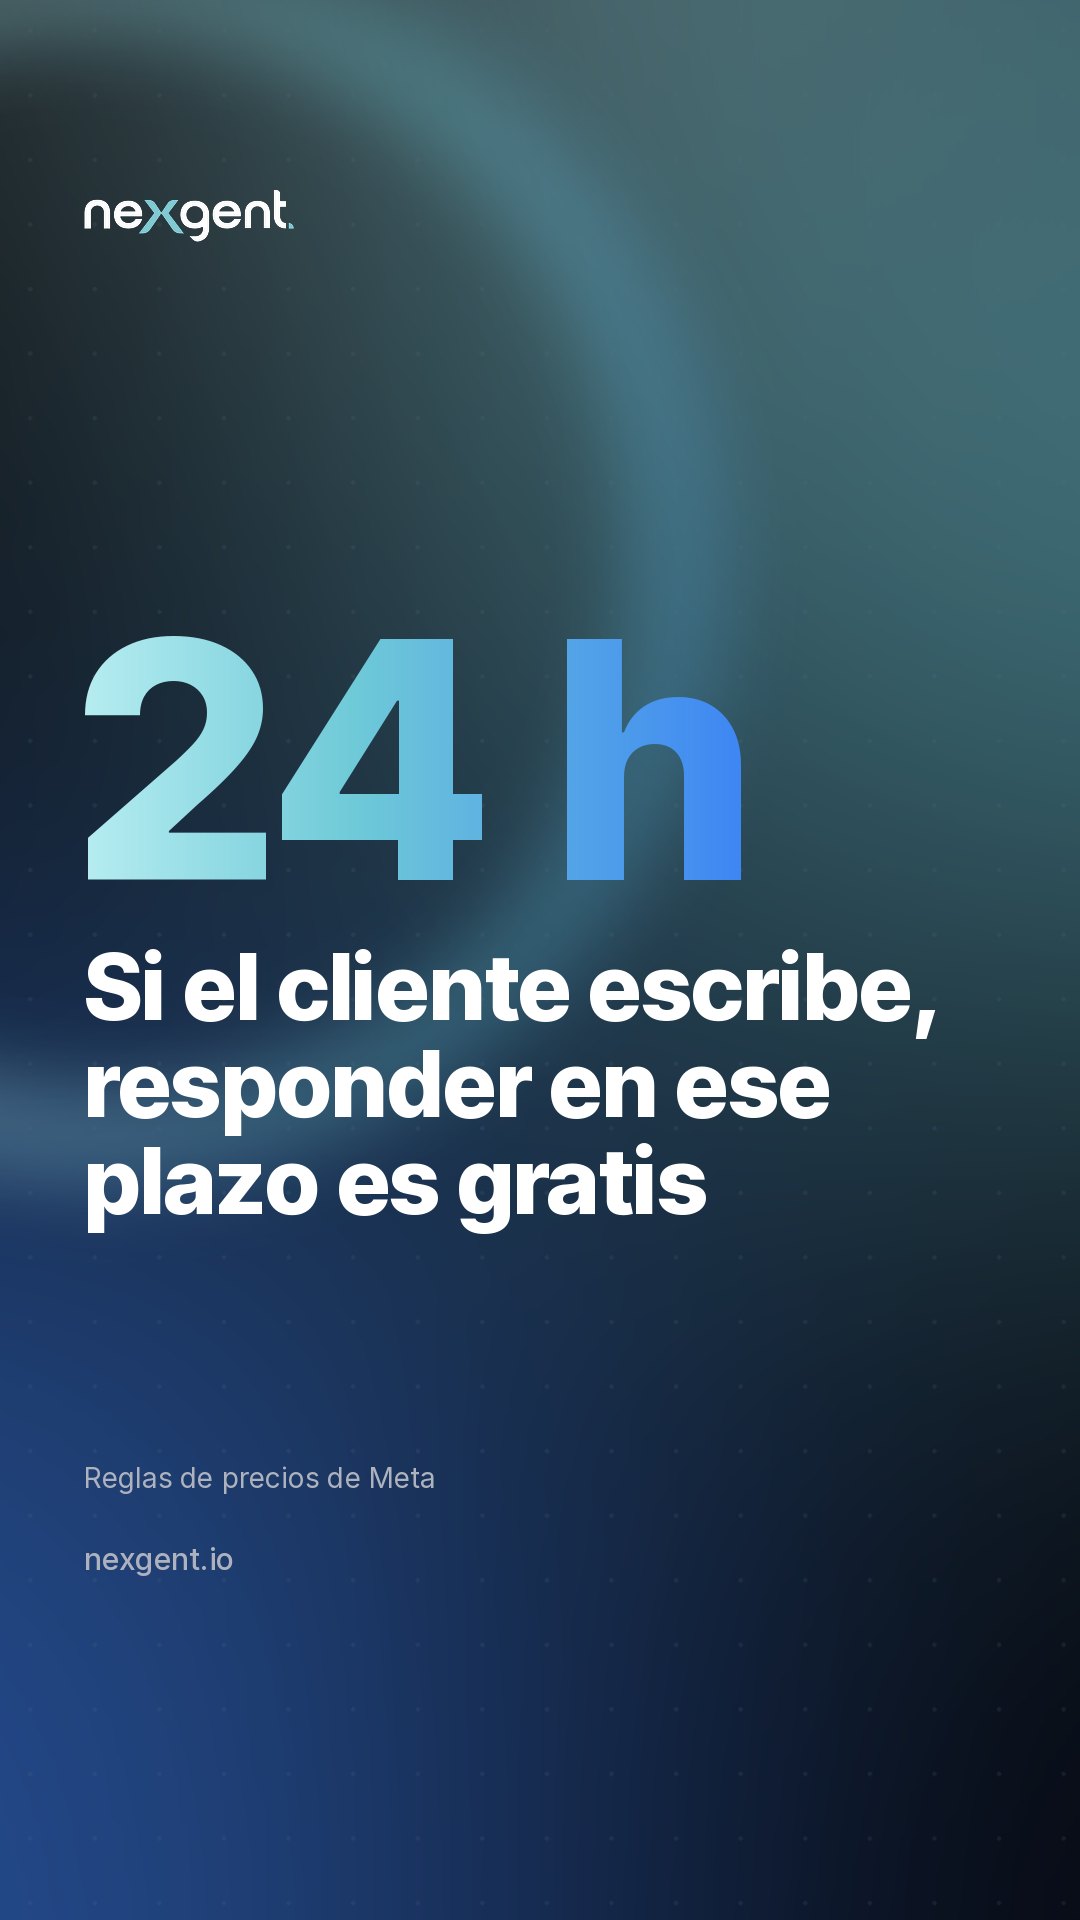 nexgent.
24 h
Si el cliente escribe,
responder en ese
plazo es gratis
Reglas de precios de Meta
nexgent.io